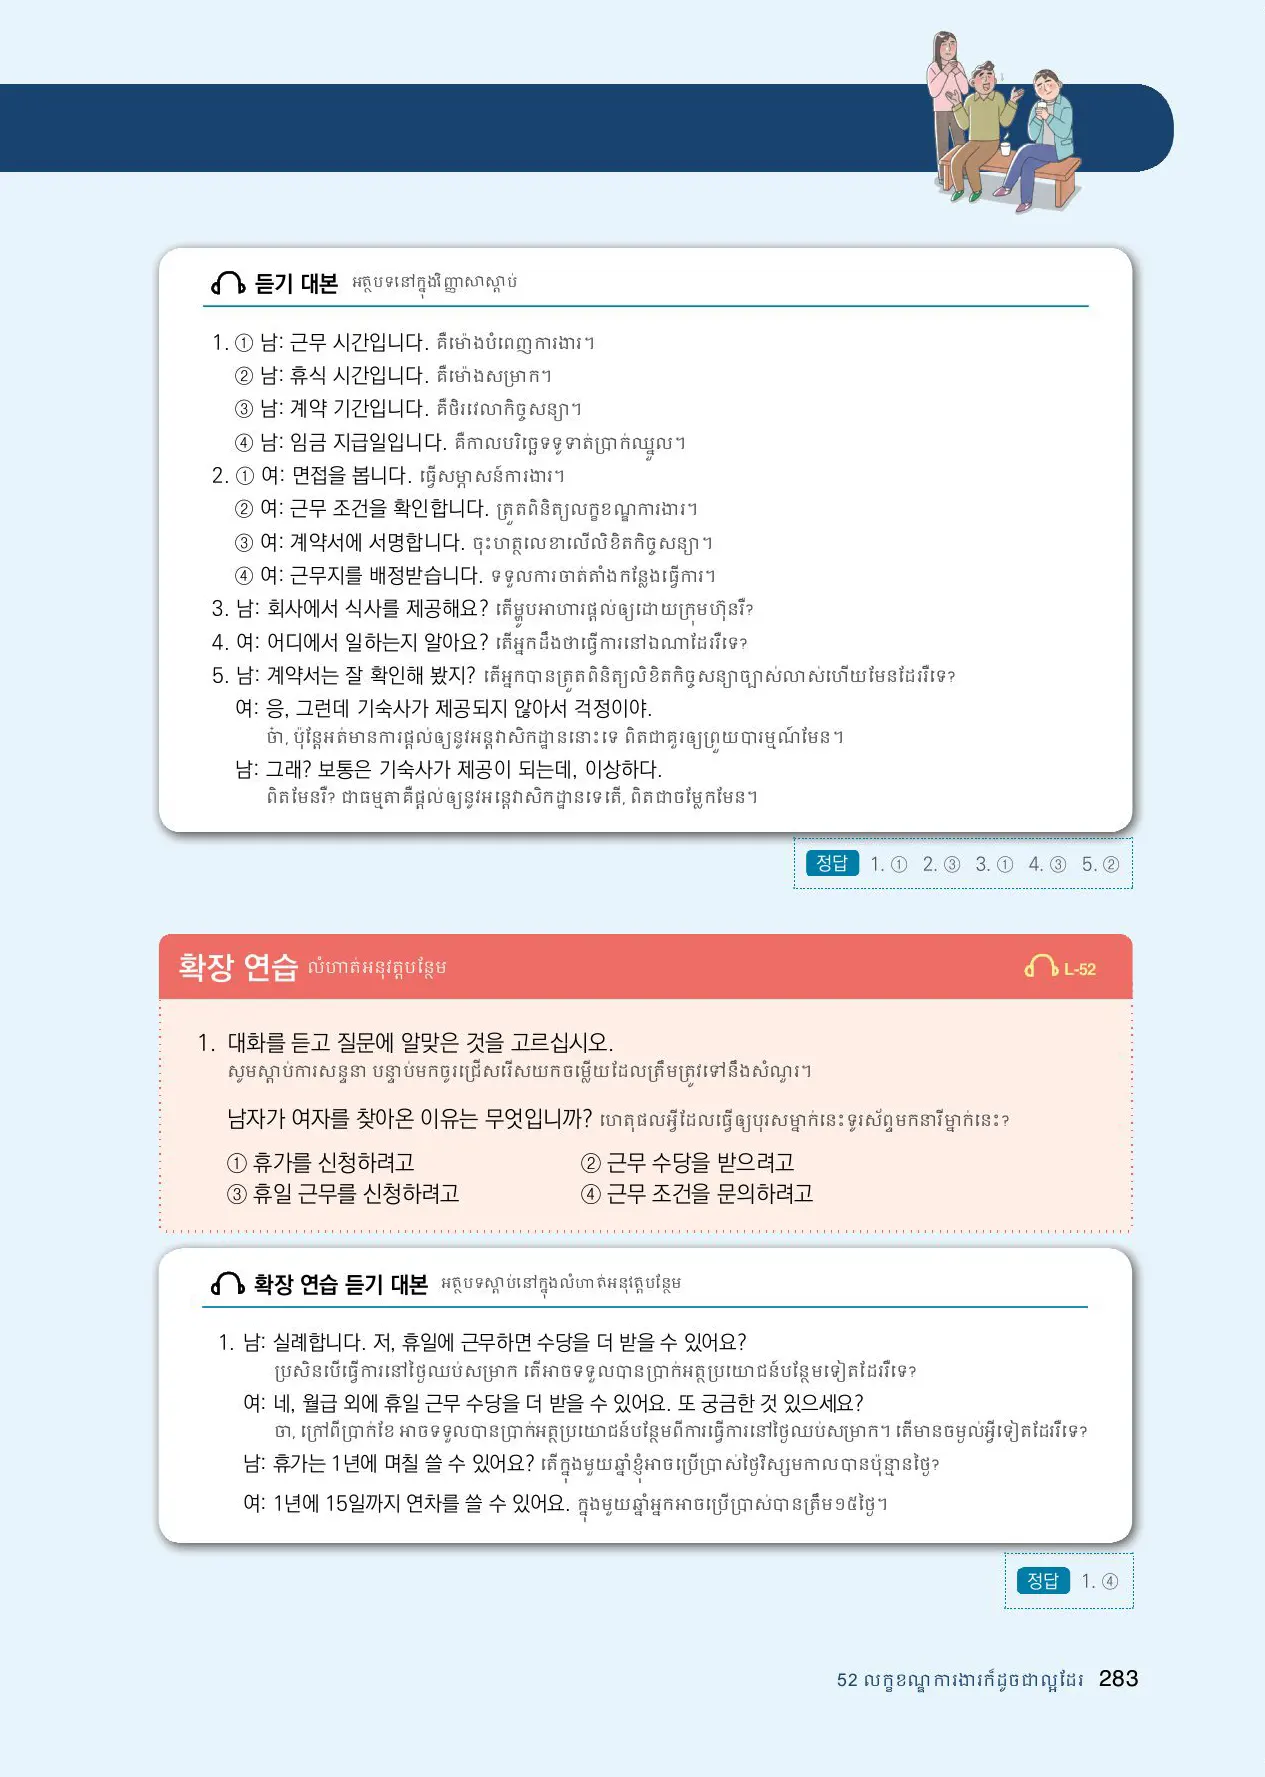 듣기 대본 អត្ថបទនៅក្នុងវិញ្ញាសាស្តាប់
1. ① 남: 근무 시간입니다. គឺម៉ោងបំពេញការងារ។
② 남: 휴식 시간입니다. គឺម៉ោងសម្រាក។
③ 남: 계약 기간입니다. គឺថិរវេលាកិច្ចសន្យា។
④ 남: 임금 지급일입니다. គឺកាលបរិច្ឆេទទូទាត់ប្រាក់ឈ្នួល។
2. ① 여: 면접을 봅니다. ធ្វើសម្ភាសន៍ការងារ។
② 여: 근무 조건을 확인합니다. ត្រួតពិនិត្យលក្ខខណ្ឌការងារ។
③ 여: 계약서에 서명합니다. ចុះហត្ថលេខាលើលិខិតកិច្ចសន្យា។
④ 여: 근무지를 배정받습니다. ទទួលការចាត់តាំងកន្លែងធ្វើការ។
3. 남: 회사에서 식사를 제공해요? តើម្ហូបអាហារផ្តល់ឲ្យដោយក្រុមហ៊ុនរឺ?
4. 여: 어디에서 일하는지 알아요? តើអ្នកដឹងថាធ្វើការនៅឯណាដែររឺទេ?
5. 남: 계약서는 잘 확인해 봤지? តើអ្នកបានត្រួតពិនិត្យលិខិតកិច្ចសន្យាច្បាស់លាស់ហើយមែនដែររឺទេ?
여: 응, 그런데 기숙사가 제공되지 않아서 걱정이야.
ច៎ា, ប៉ុន្តែអត់មានការផ្តល់ឲ្យនូវអន្តវាសិកដ្ឋាននោះទេ ពិតជាគួរឲ្យព្រួយបារម្មណ៍មែន។
남: 그래? 보통은 기숙사가 제공이 되는데, 이상하다.
ពិតមែនរឺ? ជាធម្មតាគឺផ្តល់ឲ្យនូវអន្តេវាសិកដ្ឋានទេតើ, ពិតជាចម្លែកមែន។
정답 1. ① 2. ③ 3. ① 4. ③ 5. ②
확장 연습 លំហាត់អនុវត្តបន្ថែម L-52
1. 대화를 듣고 질문에 알맞은 것을 고르십시오.
សូមស្តាប់ការសន្ទនា បន្ទាប់មកចូរជ្រើសរើសយកចម្លើយដែលត្រឹមត្រូវទៅនឹងសំណួរ។
남자가 여자를 찾아온 이유는 무엇입니까? ហេតុផលអ្វីដែលធ្វើឲ្យបុរសម្នាក់នេះទូរស័ព្ទមកនារីម្នាក់នេះ?
① 휴가를 신청하려고 ② 근무 수당을 받으려고
③ 휴일 근무를 신청하려고 ④ 근무 조건을 문의하려고
확장 연습 듣기 대본 អត្ថបទស្តាប់នៅក្នុងលំហាត់អនុវត្តបន្ថែម
1. 남: 실례합니다. 저, 휴일에 근무하면 수당을 더 받을 수 있어요?
ប្រសិនបើធ្វើការនៅថ្ងៃឈប់សម្រាក តើអាចទទួលបានប្រាក់អត្ថប្រយោជន៍បន្ថែមទៀតដែររឺទេ?
여: 네, 월급 외에 휴일 근무 수당을 더 받을 수 있어요. 또 궁금한 것 있으세요?
ចា, ក្រៅពីប្រាក់ខែ អាចទទួលបានប្រាក់អត្ថប្រយោជន៍បន្ថែមពីការធ្វើការនៅថ្ងៃឈប់សម្រាក។ តើមានចម្ងល់អ្វីទៀតដែររឺទេ?
남: 휴가는 1년에 며칠 쓸 수 있어요? តើក្នុងមួយឆ្នាំខ្ញុំអាចប្រើប្រាស់ថ្ងៃវិស្សមកាលបានប៉ុន្មានថ្ងៃ?
여: 1년에 15일까지 연차를 쓸 수 있어요. ក្នុងមួយឆ្នាំអ្នកអាចប្រើប្រាស់បានត្រឹម១៥ថ្ងៃ។
정답 1. ④
52 លក្ខខណ្ឌការងារក៏ដូចជាល្អដែរ 283